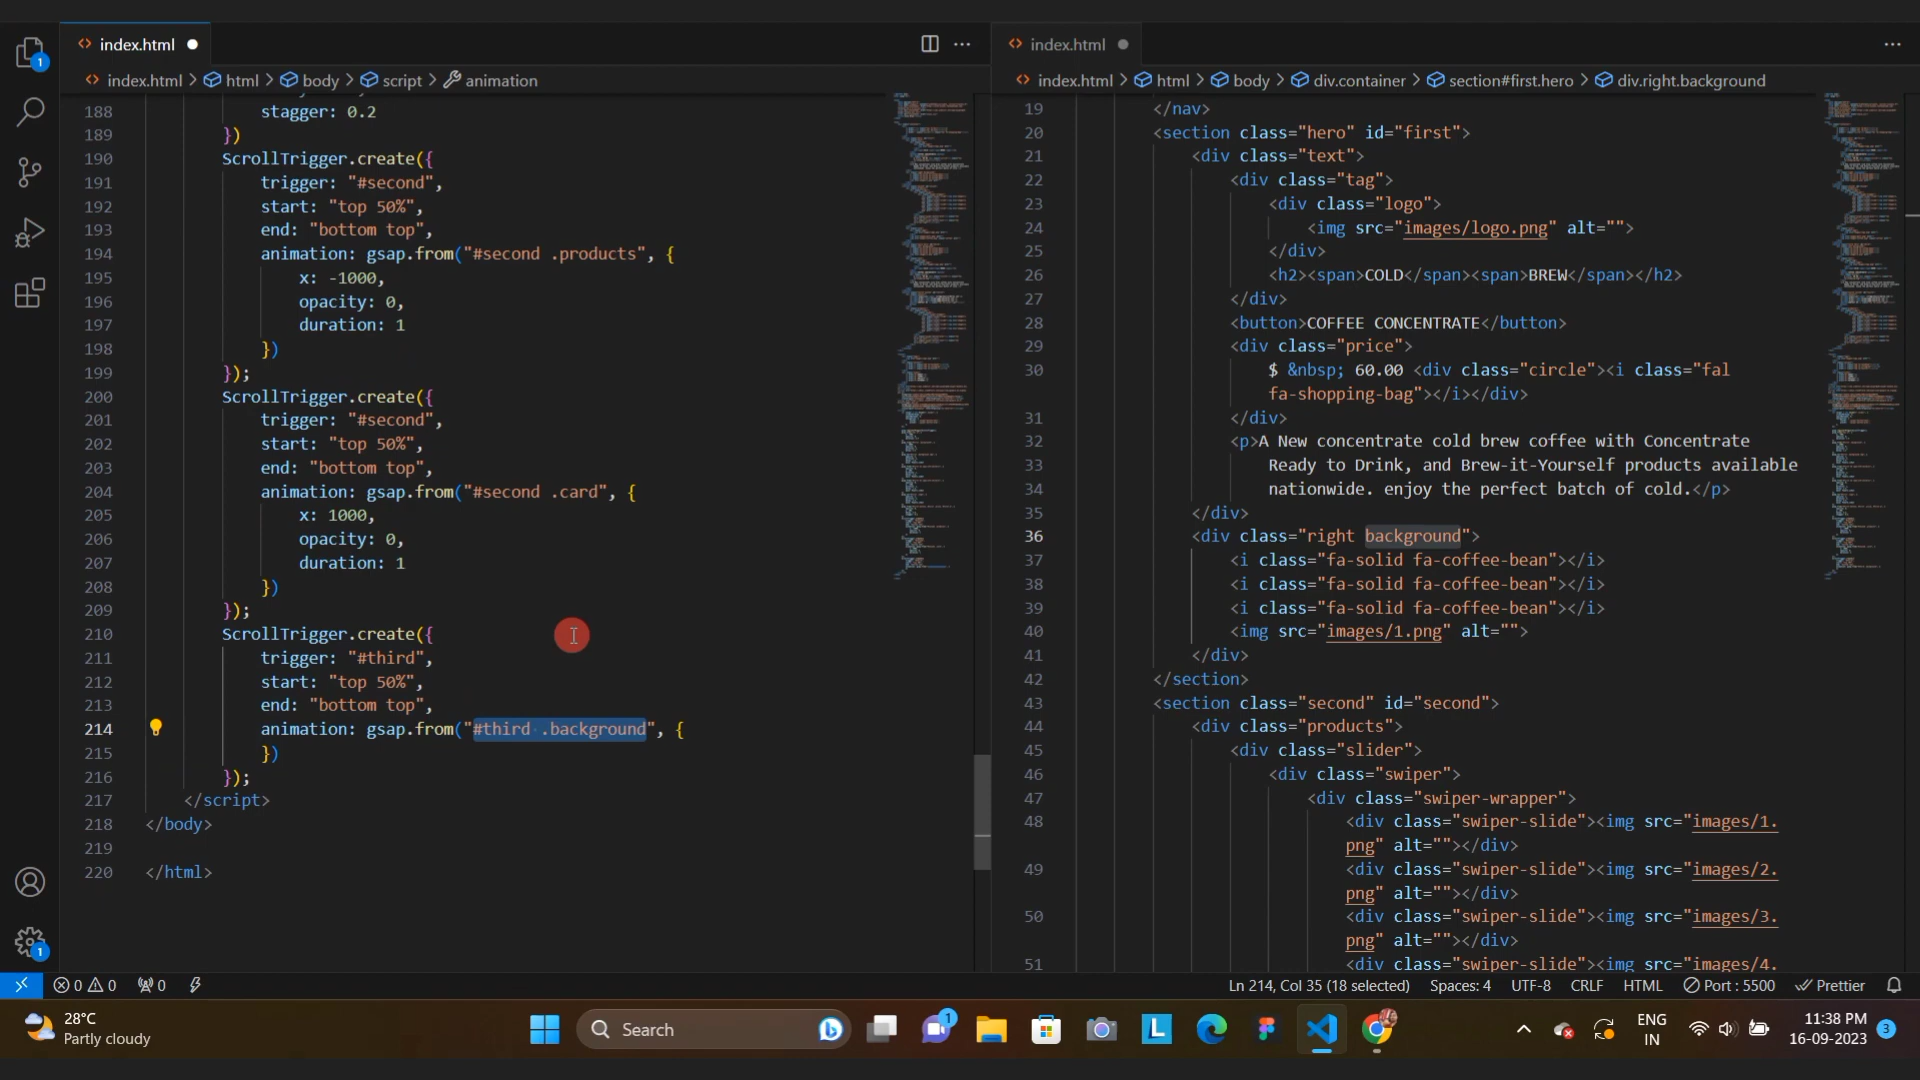 index.html
index.html > html > body > script > animation
188 stagger: 0.2
189 })
190 ScrollTrigger.create({
191 trigger: "#second",
192 start: "top 50%",
193 end: "bottom top",
194 animation: gsap.from("#second .products", {
195 x: -1000,
196 opacity: 0,
197 duration: 1
198 })
199 });
200 ScrollTrigger.create({
201 trigger: "#second",
202 start: "top 50%",
203 end: "bottom top",
204 animation: gsap.from("#second .card", {
205 x: 1000,
206 opacity: 0,
207 duration: 1
208 })
209 });
210 ScrollTrigger.create({
211 trigger: "#third",
212 start: "top 50%",
213 end: "bottom top",
214 animation: gsap.from("#third .background", {
215 })
216 });
217 </script>
218 </body>
219
220 </html>
index.html
index.html > html > body > div.container > section#first.hero > div.right.background
19 </nav>
20 <section class="hero" id="first">
21 <div class="text">
22 <div class="tag">
23 <div class="logo">
24 <img src="images/logo.png" alt="">
25 </div>
26 <h2><span>COLD</span><span>BREW</span></h2>
27 </div>
28 <button>COFFEE CONCENTRATE</button>
29 <div class="price">
30 $ &nbsp; 60.00 <div class="circle"><i class="fal
fa-shopping-bag"></i></div>
31 </div>
32 <p>A New concentrate cold brew coffee with Concentrate
33 Ready to Drink, and Brew-it-Yourself products available
34 nationwide. enjoy the perfect batch of cold.</p>
35 </div>
36 <div class="right background">
37 <i class="fa-solid fa-coffee-bean"></i>
38 <i class="fa-solid fa-coffee-bean"></i>
39 <i class="fa-solid fa-coffee-bean"></i>
40 <img src="images/1.png" alt="">
41 </div>
42 </section>
43 <section class="second" id="second">
44 <div class="products">
45 <div class="slider">
46 <div class="swiper">
47 <div class="swiper-wrapper">
48 <div class="swiper-slide"><img src="images/1.
png" alt=""></div>
49 <div class="swiper-slide"><img src="images/2.
png" alt=""></div>
50 <div class="swiper-slide"><img src="images/3.
png" alt=""></div>
51 <div class="swiper-slide"><img src="images/4.
1
1
0 0 0
Ln 214, Col 35 (18 selected) Spaces: 4 UTF-8 CRLF HTML Port : 5500 Prettier
28°C
Partly cloudy
Search
1
L
ENG
IN
11:38 PM
16-09-2023
3